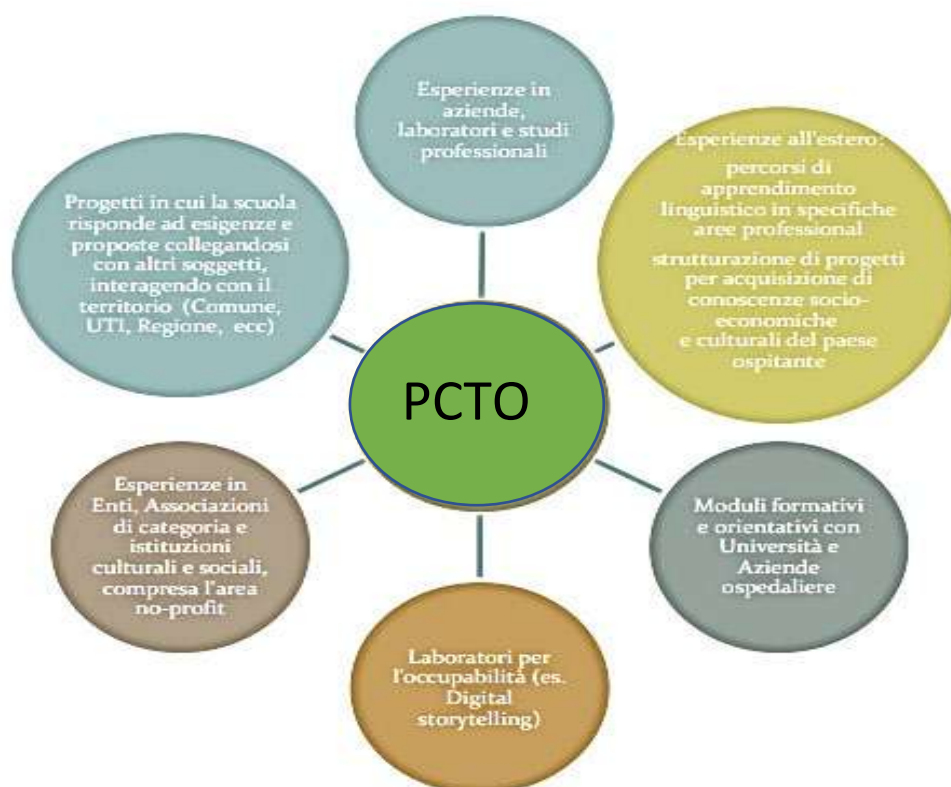 Esperienze in
aziende,
laboratori e studi
professionali
Esperienze all'estero:
percorsi di
apprendimento
linguistico in specifiche
aree professional
strutturazione di progetti
per acquisizione di
conoscenze socio-
economiche
e culturali del paese
ospitante
Moduli formativi
e orientativi con
Università e
Aziende
ospedaliere
Laboratori per
l'occupabilità (es.
Digital
storytelling)
Esperienze in
Enti, Associazioni
di categoria e
istituzioni
culturali e sociali,
compresa l'area
no-profit
Progetti in cui la scuola
risponde ad esigenze e
proposte collegandosi
con altri soggetti,
interagendo con il
territorio (Comune,
UTI, Regione, ecc)
PCTO